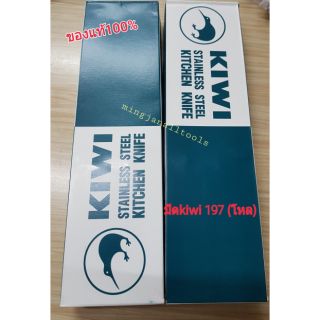 ของแท้100%
KIWI
STAINLESS STEEL
KITCHEN KNIFE
mingjanailltools
KIWI
STAINLESS STEEL
KITCHEN KNIFE
มีดkiwi 197 (โหล)